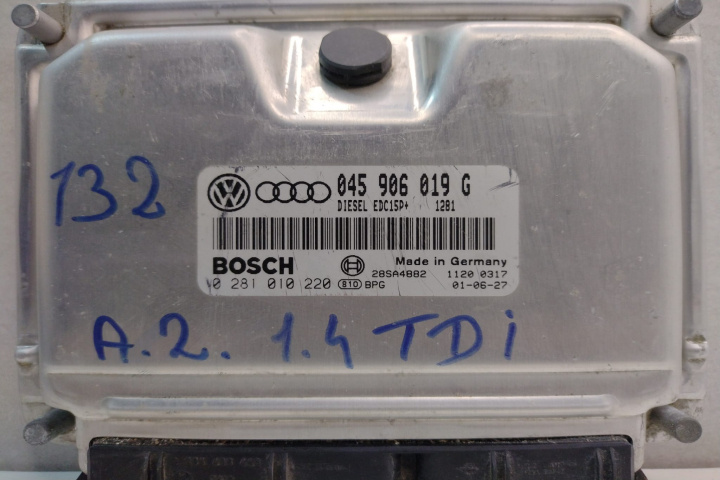 132
045 906 019 G
DIESEL EDC15P+ 1281
BOSCH
Made in Germany
28SA4882 1120 0317
0 281 010 220 810 BPG 01-06-27
A.2. 1.4 TDi